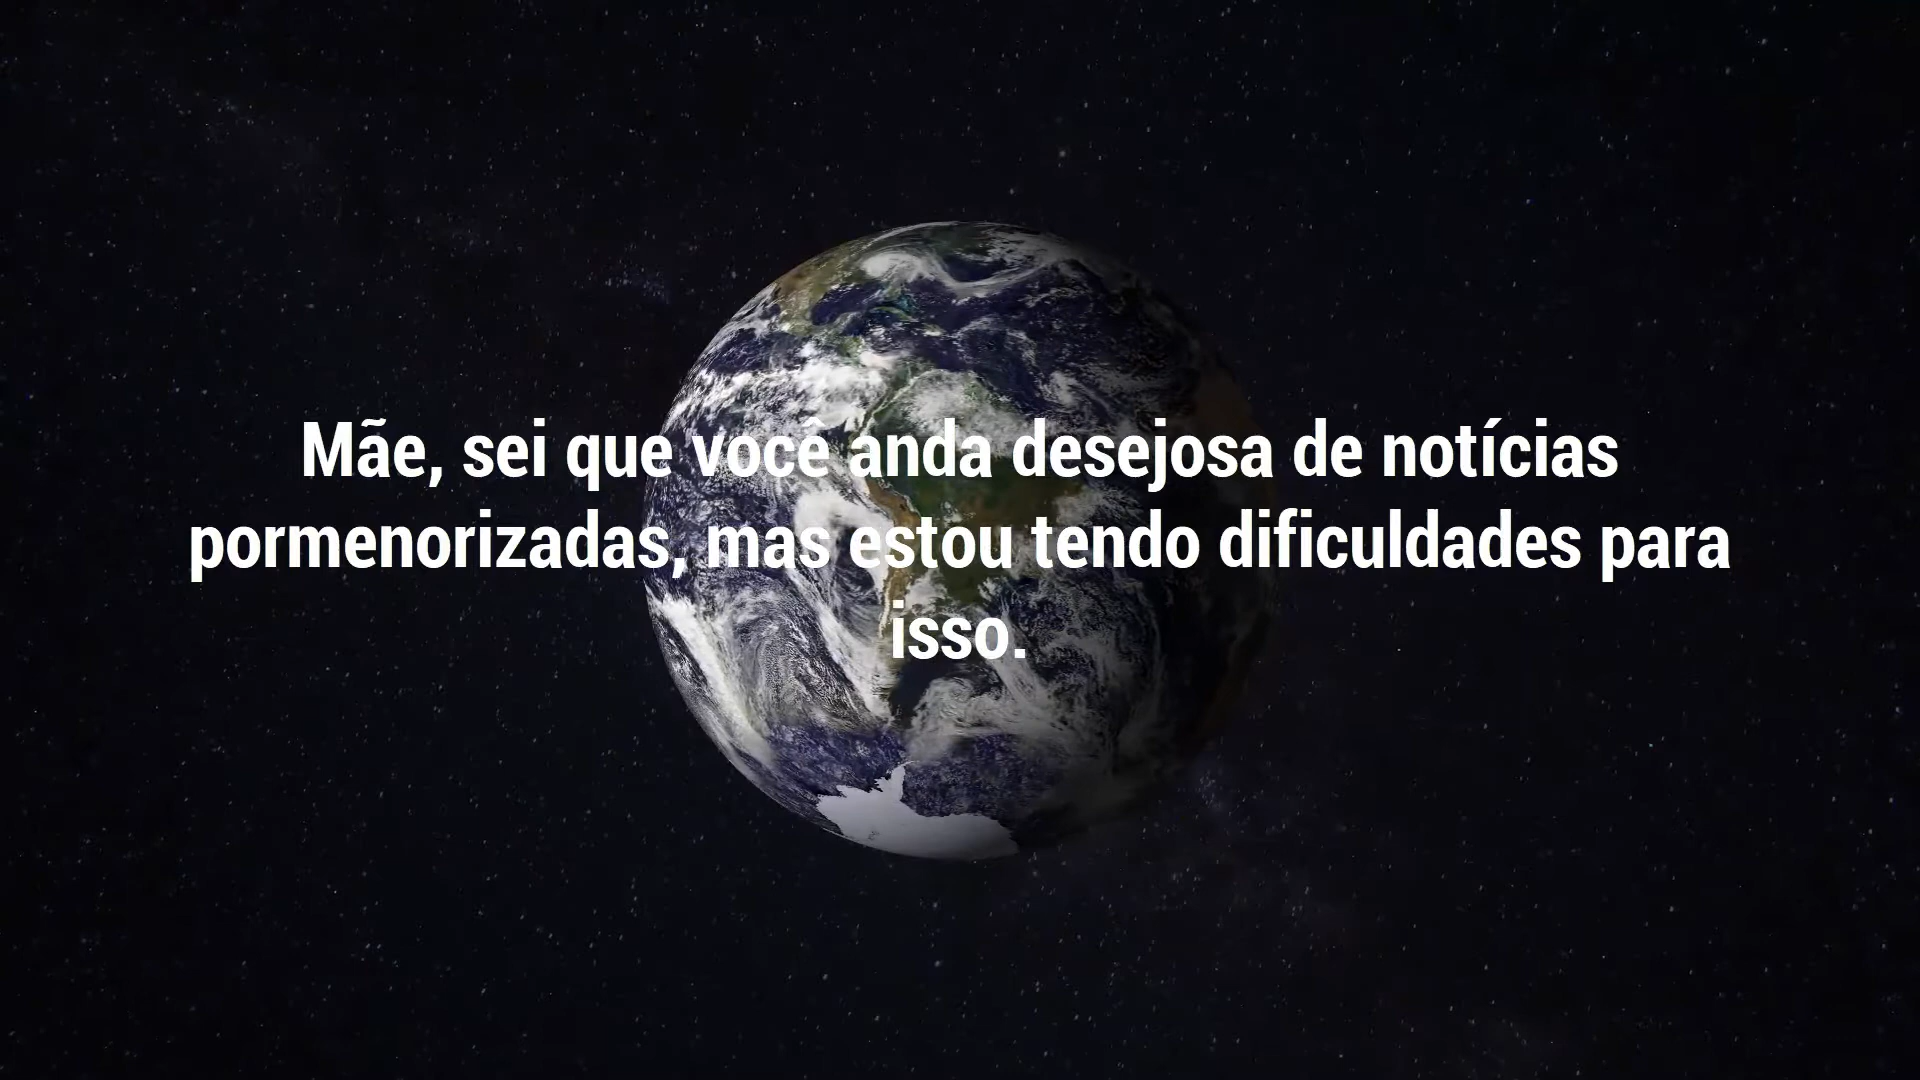 Mãe, sei que você anda desejosa de notícias
pormenorizadas, mas estou tendo dificuldades para
isso.